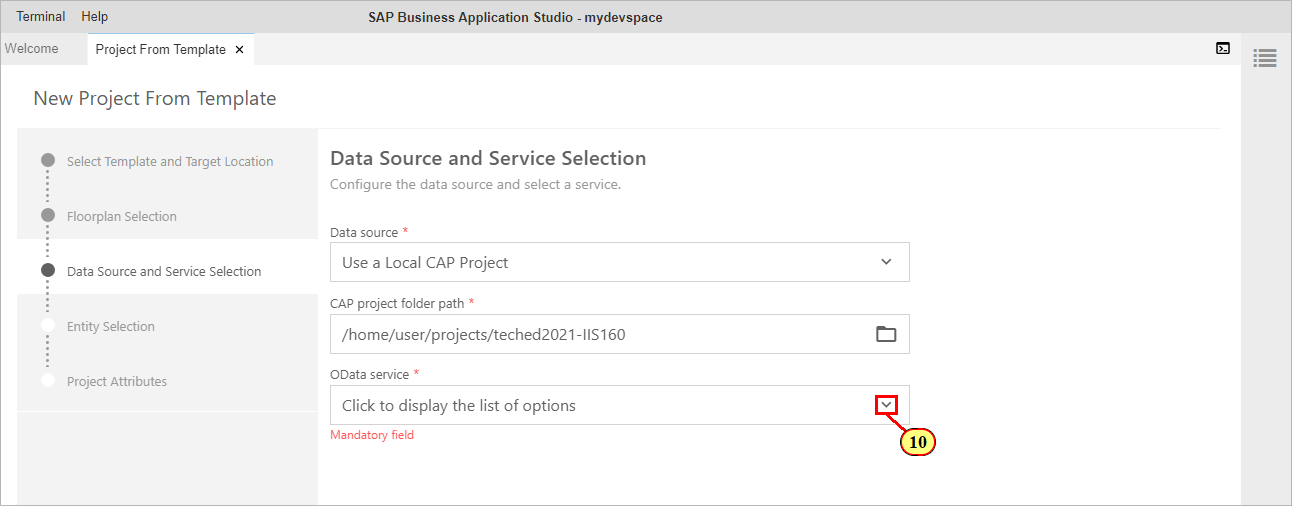 Terminal Help SAP Business Application Studio - mydevspace
Welcome Project From Template ×
New Project From Template
Select Template and Target Location
Floorplan Selection
Data Source and Service Selection
Entity Selection
Project Attributes
Data Source and Service Selection
Configure the data source and select a service.
Data source *
Use a Local CAP Project
CAP project folder path *
/home/user/projects/teched2021-IIS160
OData service *
Click to display the list of options
Mandatory field
10